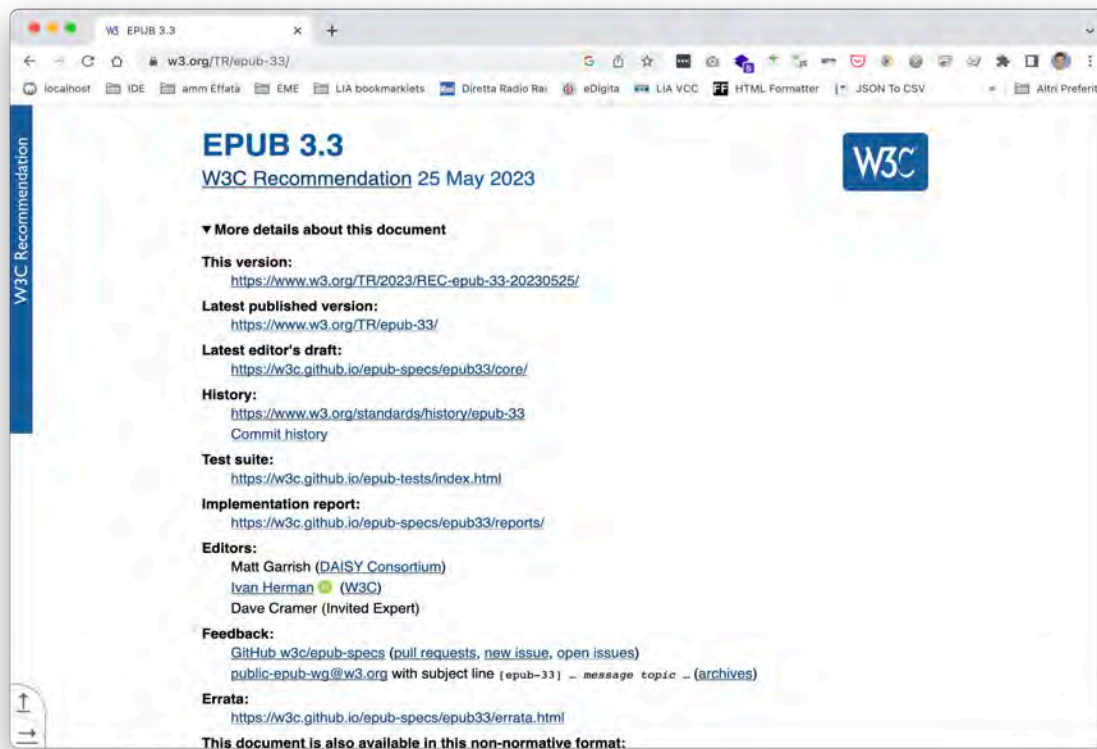 W3 EPUB 3.3
w3.org/TR/epub-33/
localhost IDE amm Effatà EME LIA bookmarklets Diretta Radio Rai eDigita LIA VCC FF HTML Formatter JSON To CSV » Altri Preferiti
W3C Recommendation
EPUB 3.3
W3C
W3C Recommendation 25 May 2023
▼ More details about this document
This version:
https://www.w3.org/TR/2023/REC-epub-33-20230525/
Latest published version:
https://www.w3.org/TR/epub-33/
Latest editor's draft:
https://w3c.github.io/epub-specs/epub33/core/
History:
https://www.w3.org/standards/history/epub-33
Commit history
Test suite:
https://w3c.github.io/epub-tests/index.html
Implementation report:
https://w3c.github.io/epub-specs/epub33/reports/
Editors:
Matt Garrish (DAISY Consortium)
Ivan Herman iD (W3C)
Dave Cramer (Invited Expert)
Feedback:
GitHub w3c/epub-specs (pull requests, new issue, open issues)
public-epub-wg@w3.org with subject line [epub-33] … message topic … (archives)
Errata:
https://w3c.github.io/epub-specs/epub33/errata.html
This document is also available in this non-normative format: